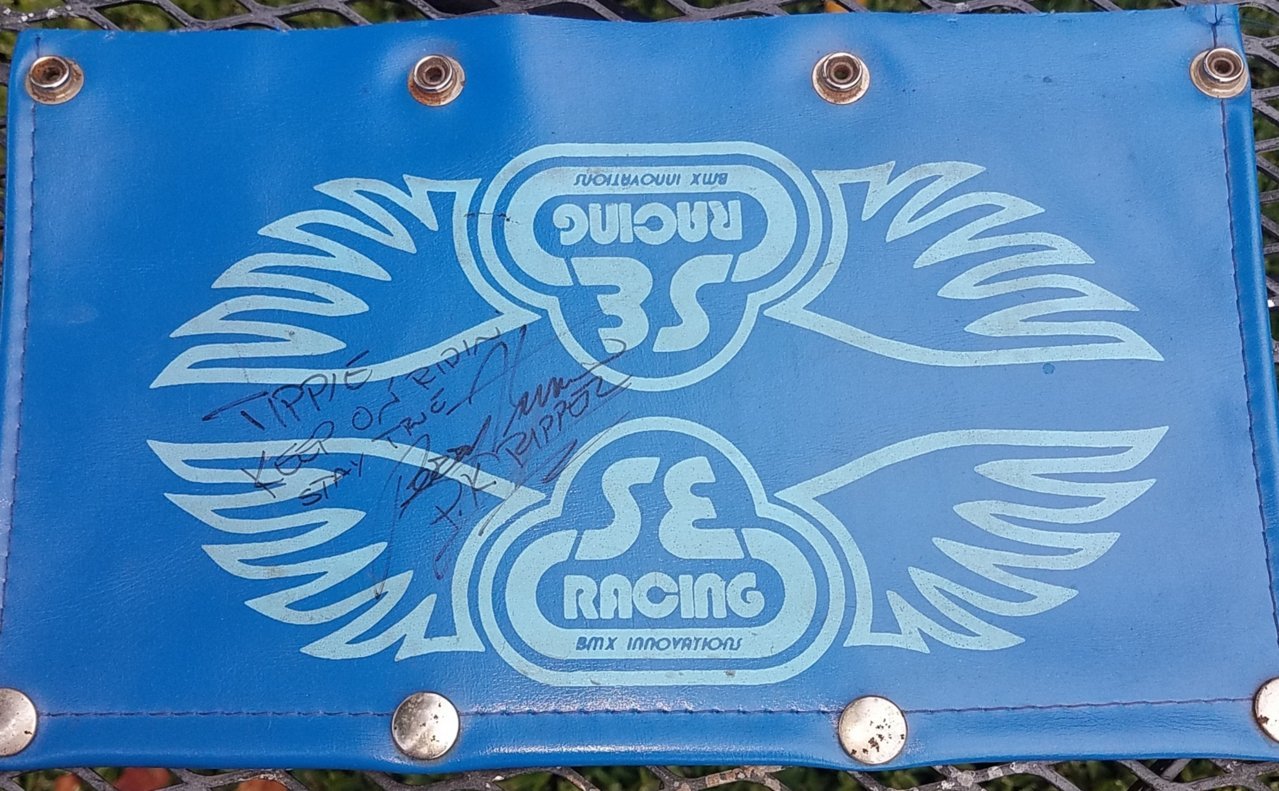 BMX INNOVATIONS
RACING
SE
TIPPIE
KEEP ON RIDIN
STAY TRUE
P.K. RIPPER
SE
RACING
BMX INNOVATIONS